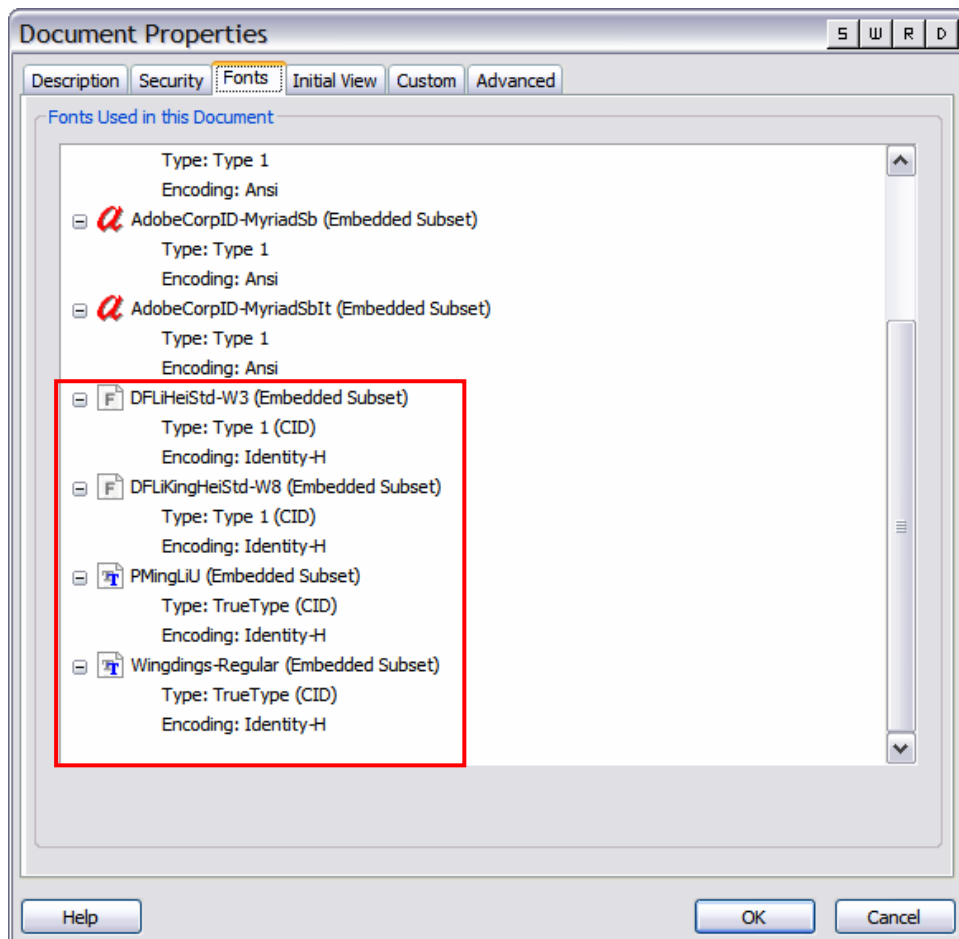 Document Properties
S W R D
Description Security Fonts Initial View Custom Advanced
Fonts Used in this Document
Type: Type 1
Encoding: Ansi
AdobeCorpID-MyriadSb (Embedded Subset)
Type: Type 1
Encoding: Ansi
AdobeCorpID-MyriadSbIt (Embedded Subset)
Type: Type 1
Encoding: Ansi
DFLiHeiStd-W3 (Embedded Subset)
Type: Type 1 (CID)
Encoding: Identity-H
DFLiKingHeiStd-W8 (Embedded Subset)
Type: Type 1 (CID)
Encoding: Identity-H
PMingLiU (Embedded Subset)
Type: TrueType (CID)
Encoding: Identity-H
Wingdings-Regular (Embedded Subset)
Type: TrueType (CID)
Encoding: Identity-H
Help OK Cancel